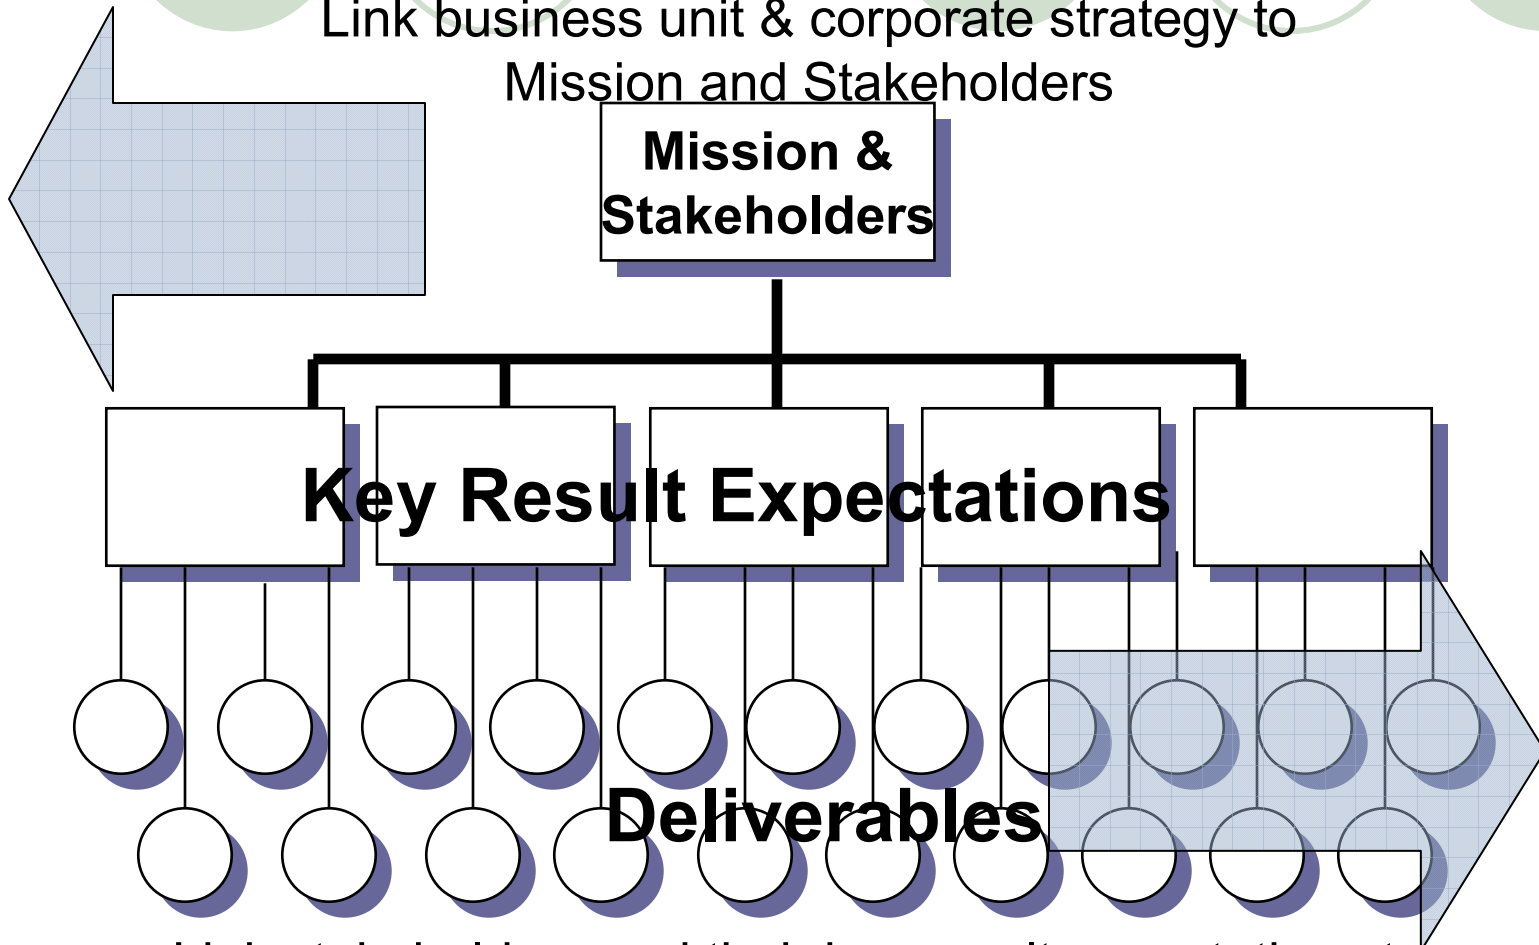 Link business unit & corporate strategy to
Mission and Stakeholders
Mission &
Stakeholders
Key Result Expectations
Deliverables